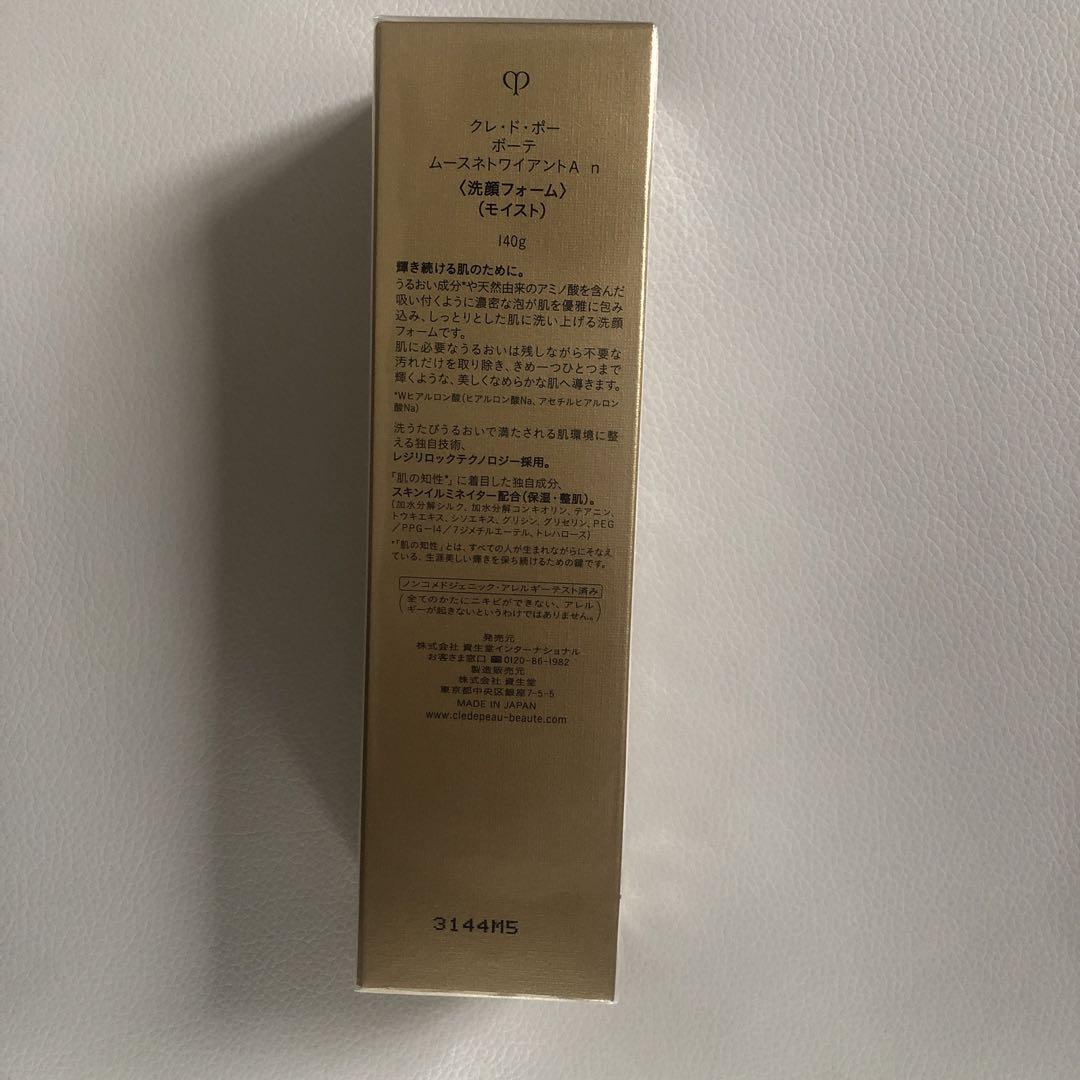 クレ・ド・ポー
ボーテ
ムースネトワイアントA n
〈洗顔フォーム〉
(モイスト)
140g
輝き続ける肌のために。
うるおい成分*や天然由来のアミノ酸を含んだ
吸い付くように濃密な泡が肌を優雅に包み
込み、しっとりとした肌に洗い上げる洗顔
フォームです。
肌に必要なうるおいは残しながら不要な
汚れだけを取り除き、きめ一つひとつまで
輝くような、美しくなめらかな肌へ導きます。
*Wヒアルロン酸(ヒアルロン酸Na、アセチルヒアルロン
酸Na)
洗うたびうるおいで満たされる肌環境に整
える独自技術、
レジリロックテクノロジー採用。
「肌の知性*」に着目した独自成分、
スキンイルミネイター配合(保湿・整肌)。
(加水分解シルク、加水分解コンキオリン、テアニン、
トウキエキス、シソエキス、グリシン、グリセリン、PEG
/PPG-14/7ジメチルエーテル、トレハロース)
*「肌の知性」とは、すべての人が生まれながらにそなえ
ている、生涯美しい輝きを保ち続けるための鍵です。
ノンコメドジェニック・アレルギーテスト済み
(全てのかたにニキビができない、アレル
ギーが起きないというわけではありません。)
発売元
株式会社 資生堂インターナショナル
お客さま窓口 0120-86-1982
製造販売元
株式会社 資生堂
東京都中央区銀座7-5-5
MADE IN JAPAN
www.cledepeau-beaute.com
3144M5